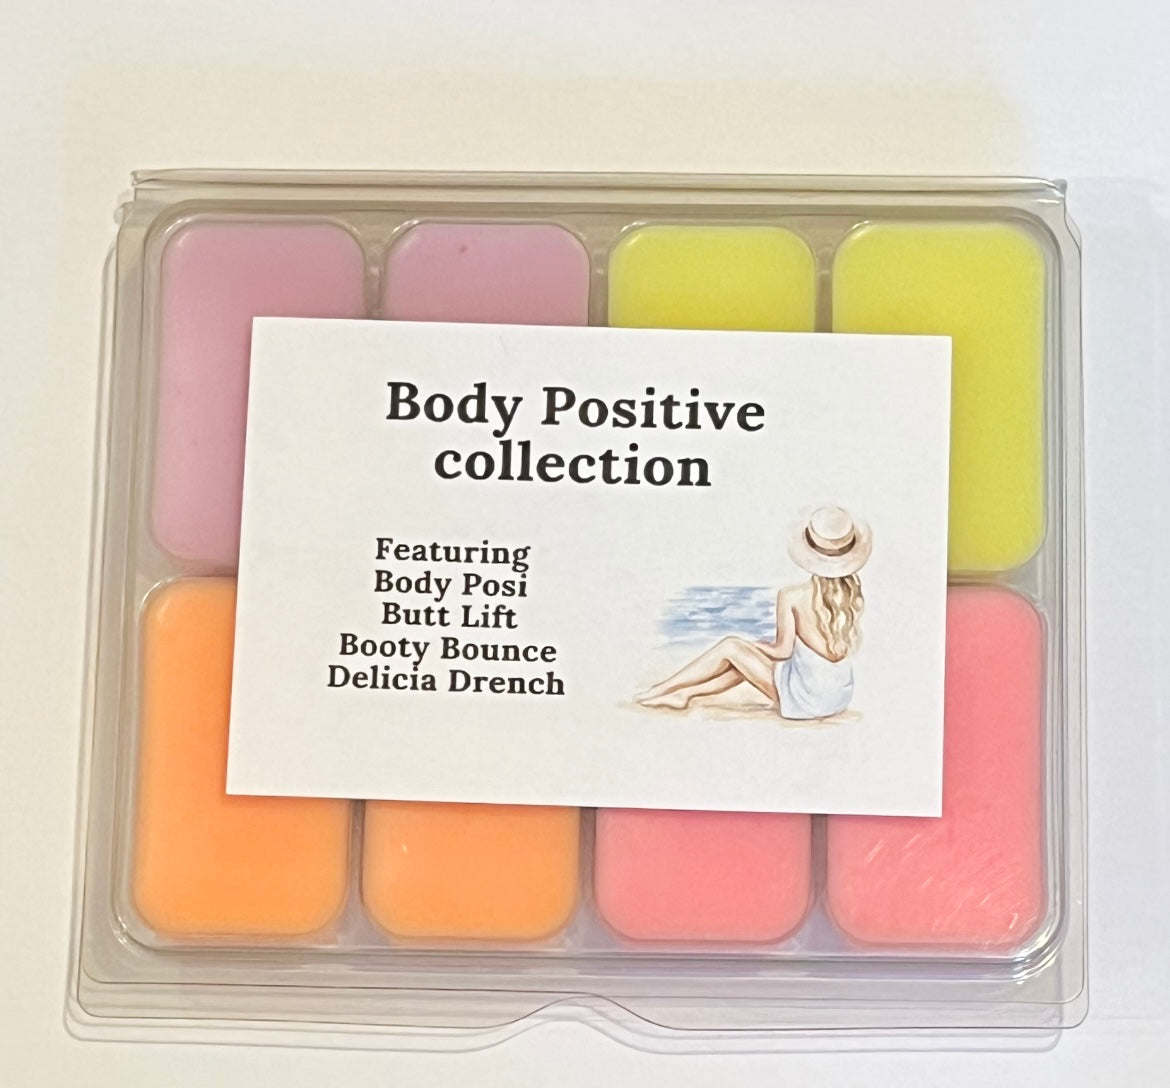 Body Positive
collection
Featuring
Body Posi
Butt Lift
Booty Bounce
Delicia Drench